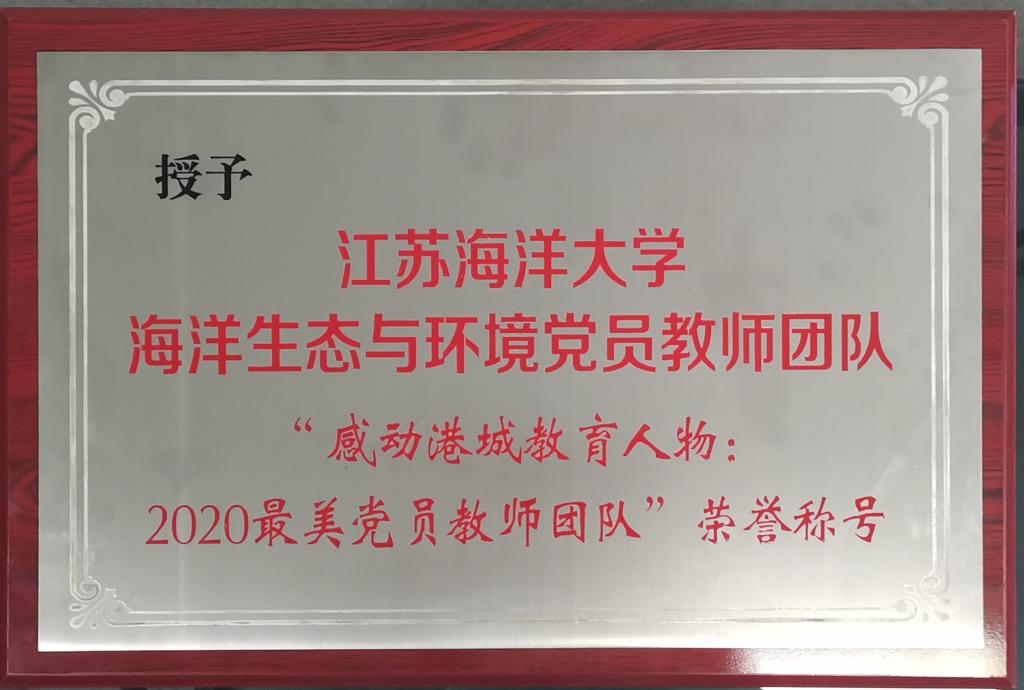 授予
江苏海洋大学
海洋生态与环境党员教师团队
“感动港城教育人物：
2020最美党员教师团队”荣誉称号